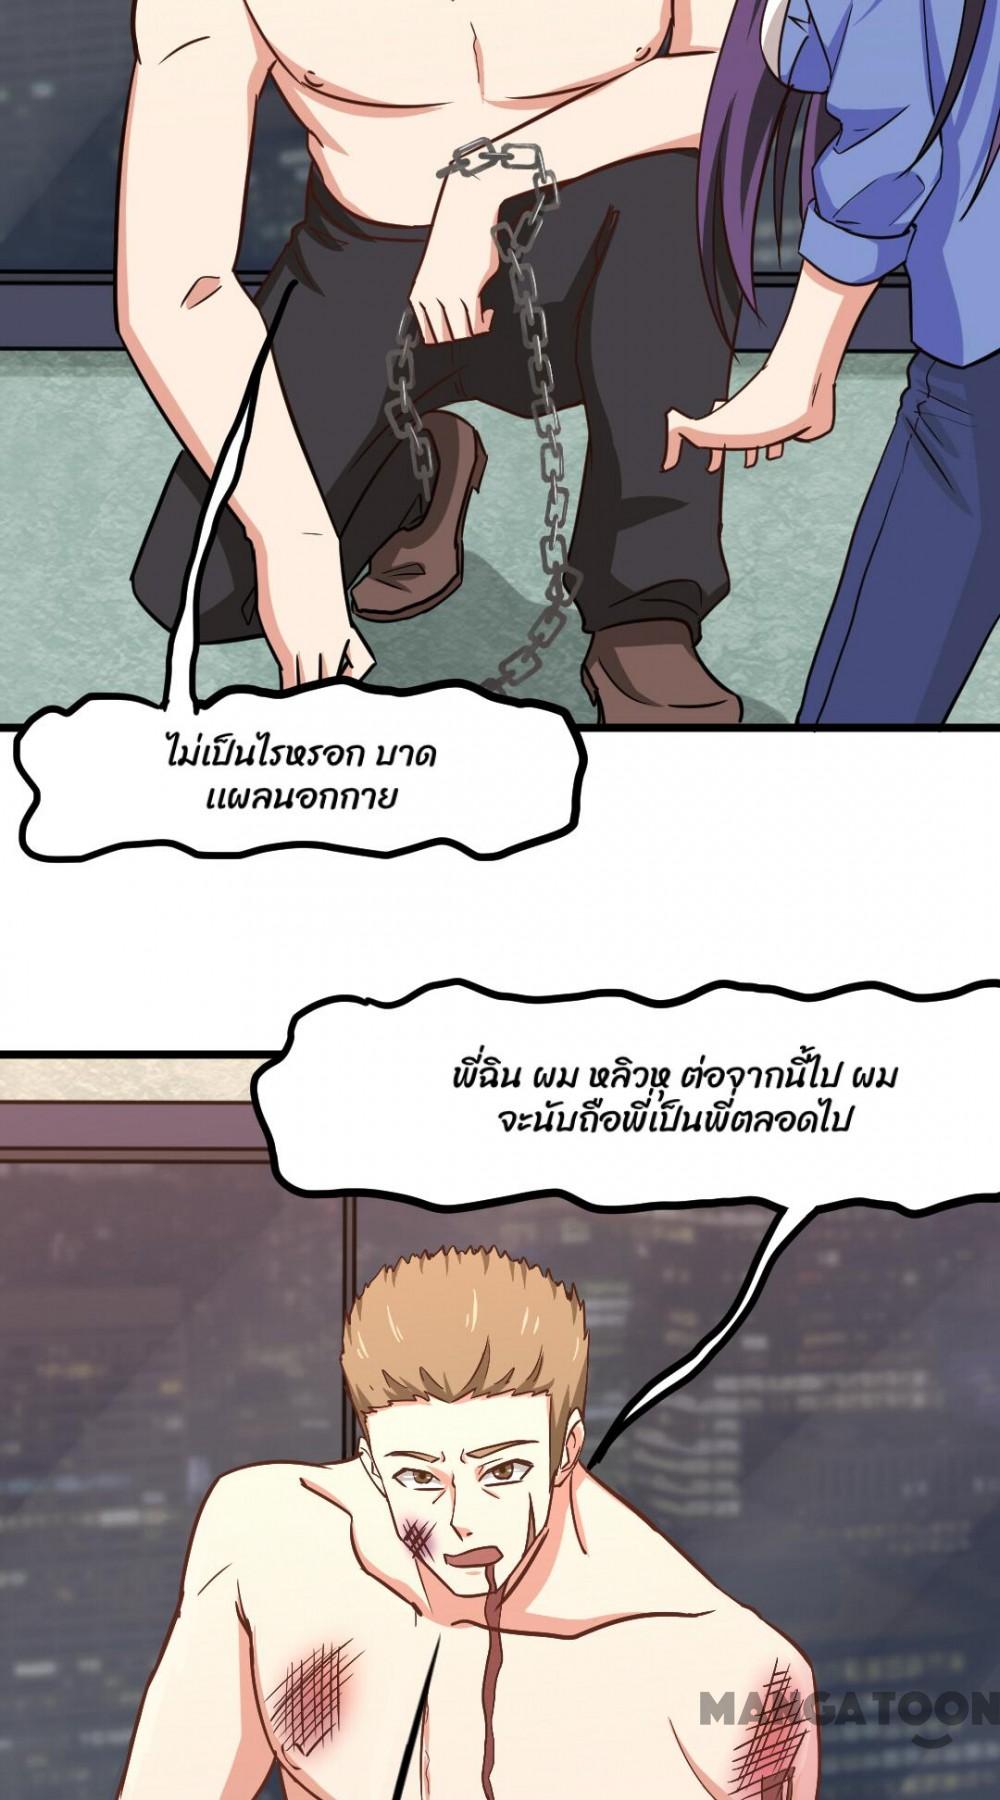 ไม่เป็นไรหรอก บาด
แผลนอกกาย
พี่ฉิน ผม หลิวหุ ต่อจากนี้ไป ผม
จะนับถือพี่เป็นพี่ตลอดไป
MANGATOON